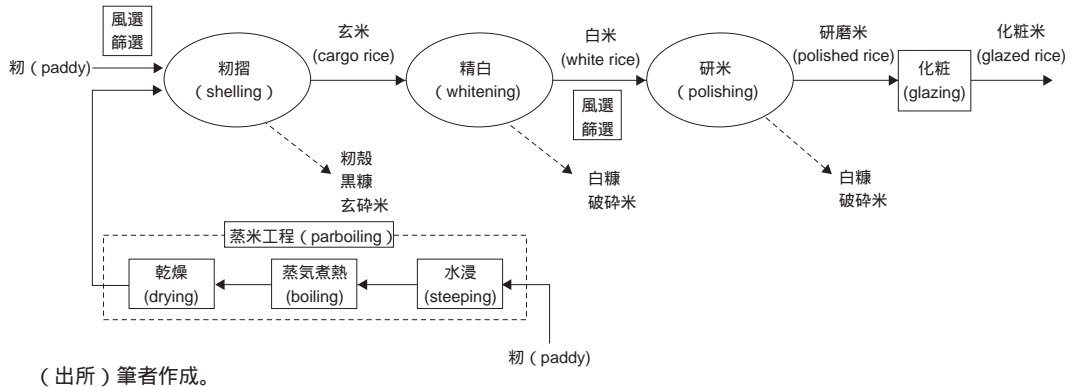 風選
篩選
籾（paddy）
籾摺
（shelling）
玄米
(cargo rice)
精白
（whitening）
白米
(white rice)
風選
篩選
研米
（polishing）
研磨米
(polished rice)
化粧
(glazing)
化粧米
(glazed rice)
籾殻
黒糠
玄砕米
白糠
破砕米
白糠
破砕米
蒸米工程（parboiling）
乾燥
(drying)
蒸気煮熱
(boiling)
水浸
(steeping)
籾（paddy)
（出所）筆者作成。